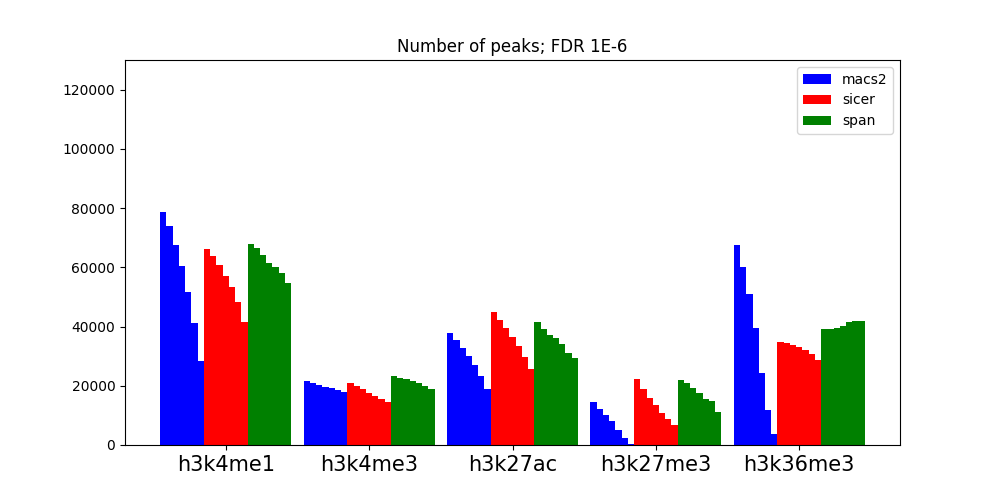 Number of peaks; FDR 1E-6
macs2
sicer
span
120000
100000
80000
60000
40000
20000
0
h3k4me1 h3k4me3 h3k27ac h3k27me3 h3k36me3